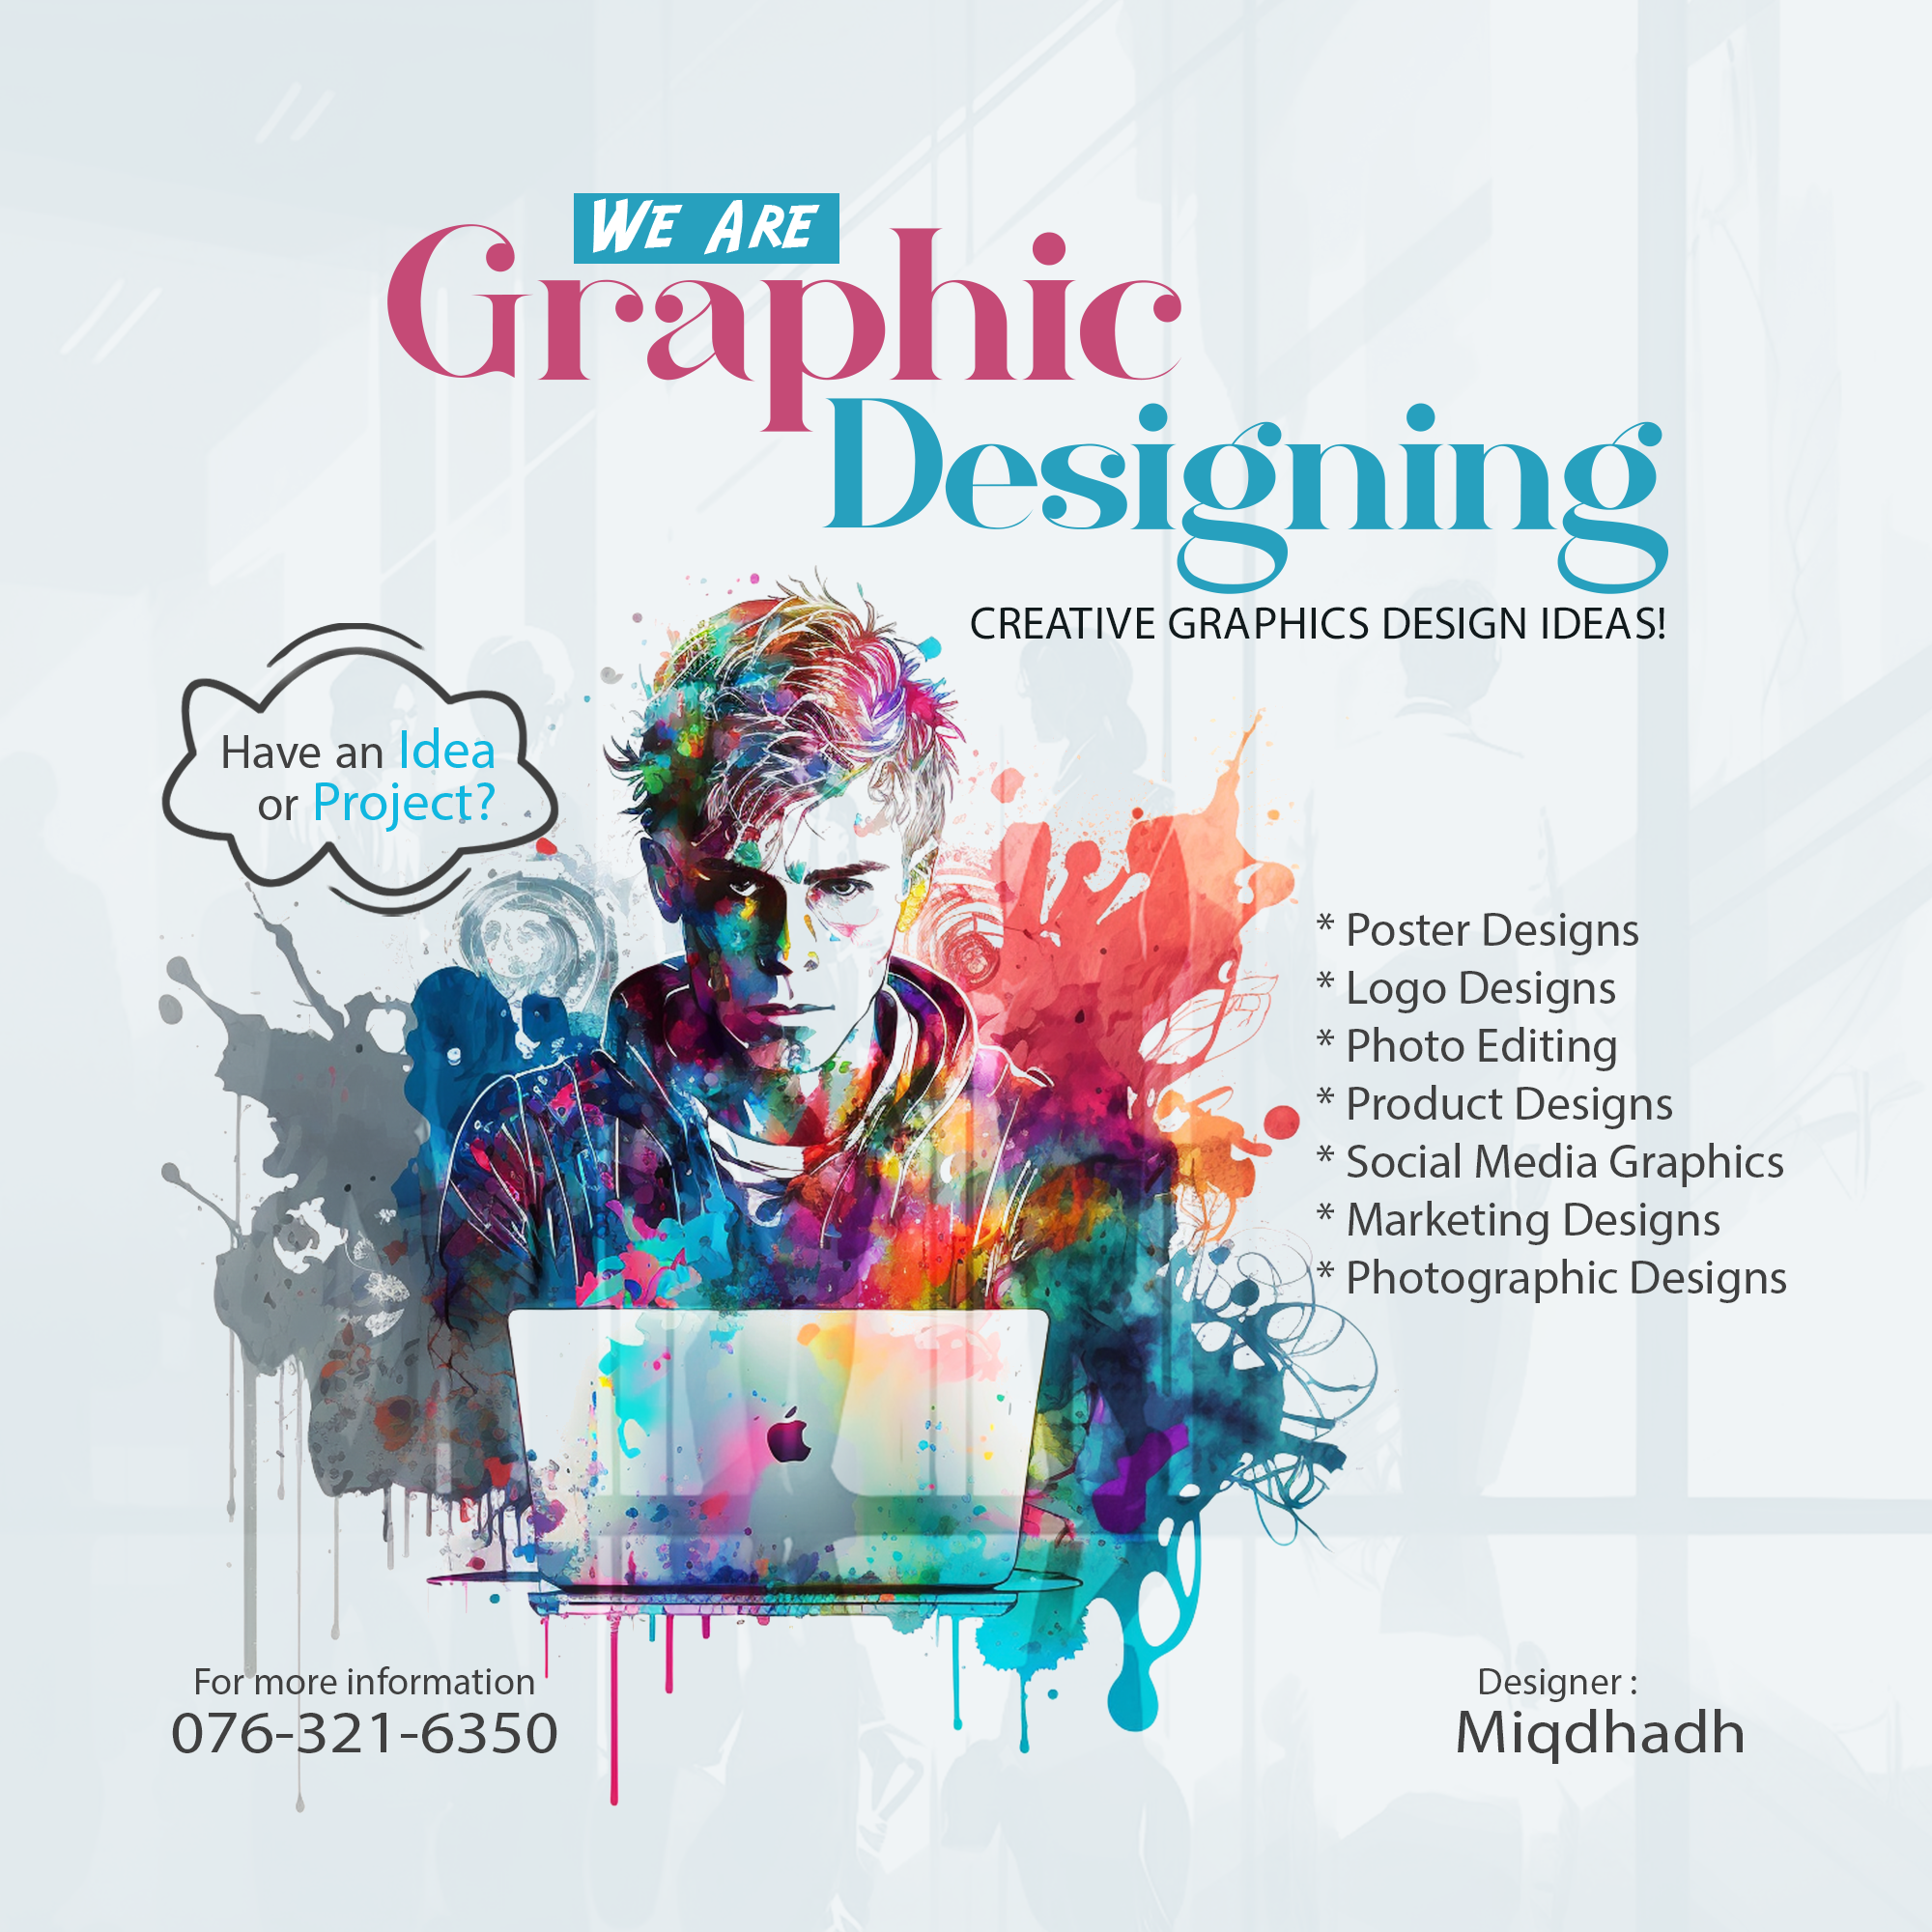 WE ARE
Graphic
Designing
CREATIVE GRAPHICS DESIGN IDEAS!
Have an Idea
or Project?
* Poster Designs
* Logo Designs
* Photo Editing
* Product Designs
* Social Media Graphics
* Marketing Designs
* Photographic Designs
For more information
076-321-6350
Designer :
Miqdhadh